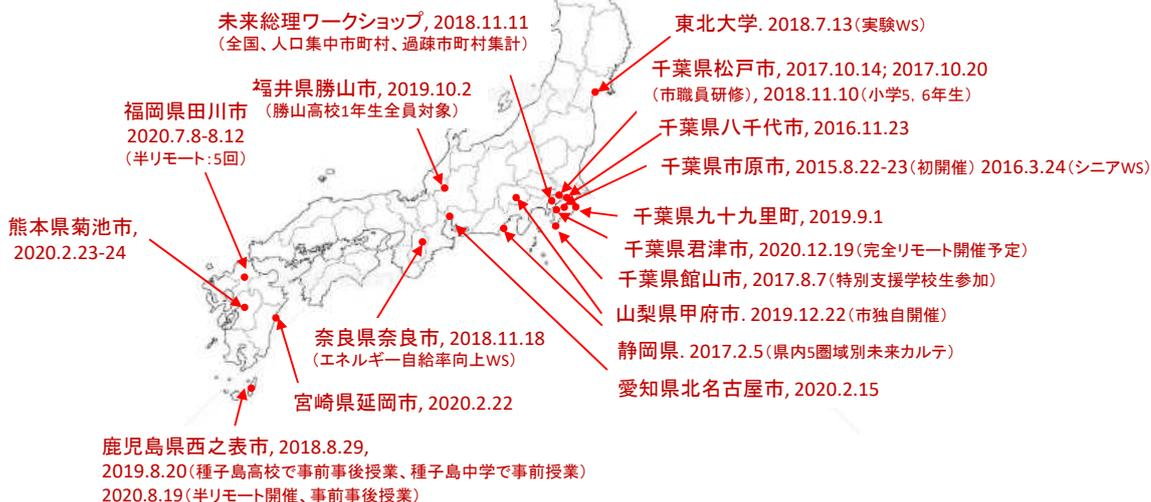 未来総理ワークショップ, 2018.11.11
（全国、人口集中市町村、過疎市町村集計）
東北大学. 2018.7.13（実験WS）
千葉県松戸市, 2017.10.14; 2017.10.20
（市職員研修）, 2018.11.10（小学5，6年生）
福井県勝山市, 2019.10.2
（勝山高校1年生全員対象）
福岡県田川市
2020.7.8-8.12
（半リモート：5回）
千葉県八千代市, 2016.11.23
千葉県市原市, 2015.8.22-23（初開催） 2016.3.24（シニアWS）
熊本県菊池市,
2020.2.23-24
千葉県九十九里町, 2019.9.1
千葉県君津市, 2020.12.19（完全リモート開催予定）
千葉県館山市, 2017.8.7（特別支援学校生参加）
山梨県甲府市. 2019.12.22（市独自開催）
奈良県奈良市, 2018.11.18
（エネルギー自給率向上WS）
静岡県. 2017.2.5（県内5圏域別未来カルテ）
愛知県北名古屋市, 2020.2.15
宮崎県延岡市, 2020.2.22
鹿児島県西之表市, 2018.8.29,
2019.8.20（種子島高校で事前事後授業、種子島中学で事前授業）
2020.8.19（半リモート開催、事前事後授業）